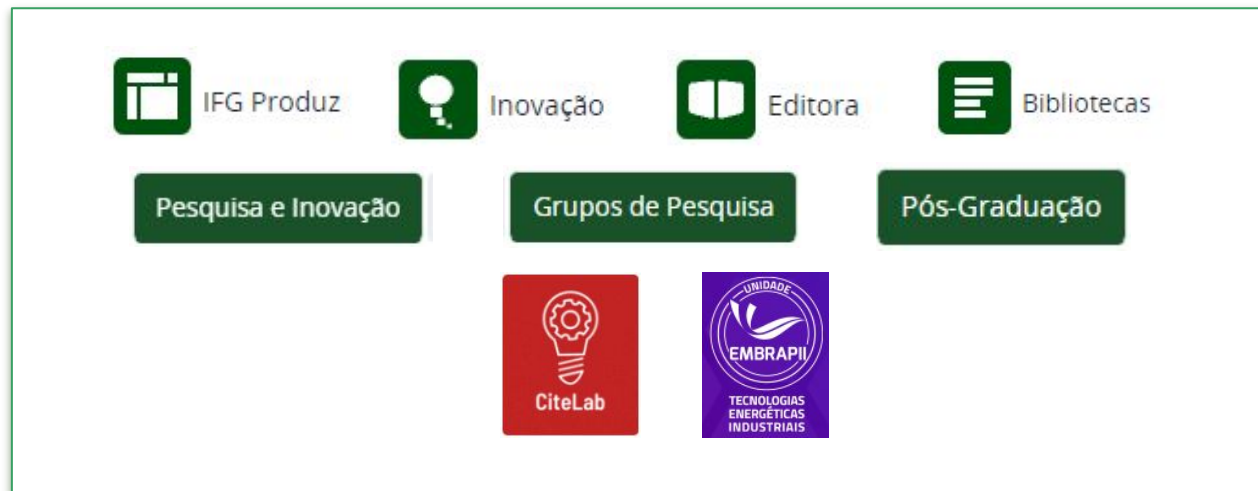 IFG Produz
Inovação
Editora
Bibliotecas
Pesquisa e Inovação
Grupos de Pesquisa
Pós-Graduação
CiteLab
UNIDADE
EMBRAPII
TECNOLOGIAS
ENERGÉTICAS
INDUSTRIAIS